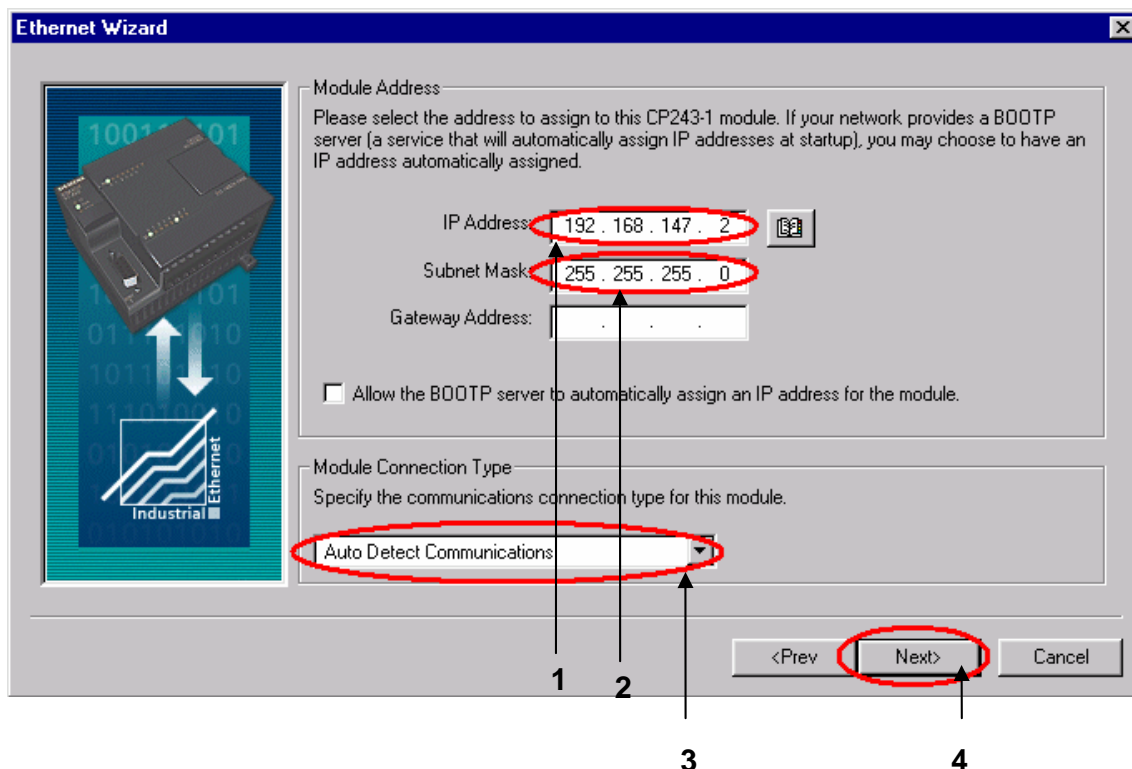 Ethernet Wizard
Module Address
Please select the address to assign to this CP243-1 module. If your network provides a BOOTP
server (a service that will automatically assign IP addresses at startup), you may choose to have an
IP address automatically assigned.
IP Address: 192 . 168 . 147 . 2
Subnet Mask: 255 . 255 . 255 . 0
Gateway Address: . . .
Allow the BOOTP server to automatically assign an IP address for the module.
Module Connection Type
Specify the communications connection type for this module.
Auto Detect Communications
Industrial
Ethernet
<Prev
Next>
Cancel
1
2
3
4